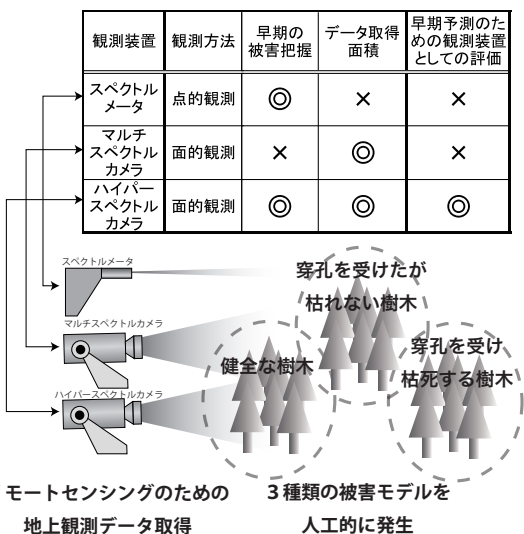 観測装置
観測方法
早期の
被害把握
データ取得
面積
早期予測のた
めの観測装置
としての評価
スペクトル
メータ
点的観測
◎
×
×
マルチ
スペクトル
カメラ
面的観測
×
◎
×
ハイパー
スペクトル
カメラ
面的観測
◎
◎
◎
スペクトルメータ
マルチスペクトルカメラ
ハイパースペクトルカメラ
穿孔を受けたが
枯れない樹木
健全な樹木
穿孔を受け
枯死する樹木
モートセンシングのための
地上観測データ取得
3種類の被害モデルを
人工的に発生